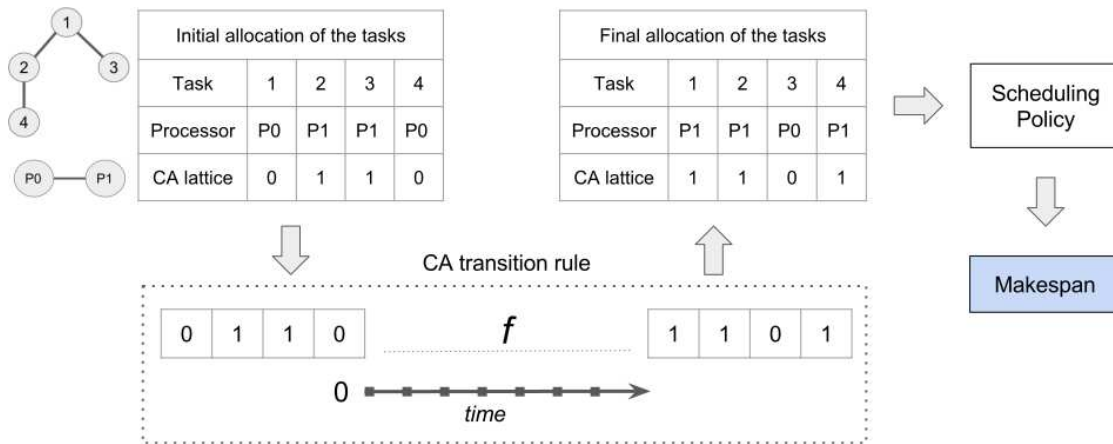 1
2
3
4
P0
P1
Initial allocation of the tasks
Task 1 2 3 4
Processor P0 P1 P1 P0
CA lattice 0 1 1 0
Final allocation of the tasks
Task 1 2 3 4
Processor P1 P1 P0 P1
CA lattice 1 1 0 1
Scheduling
Policy
Makespan
CA transition rule
0 1 1 0
f
1 1 0 1
0
time